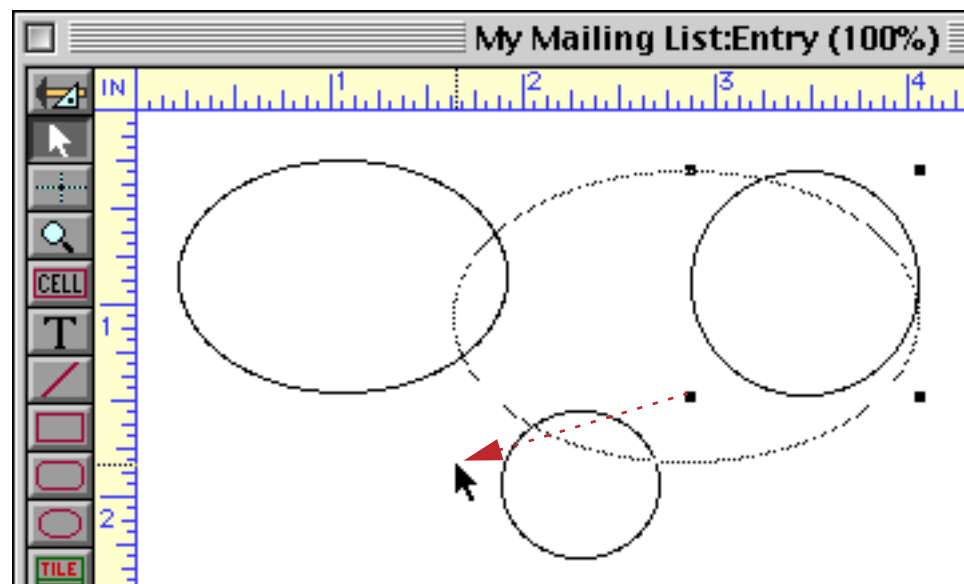 My Mailing List:Entry (100%)
IN 1 2 3 4
CELL
T
1
2
TILE